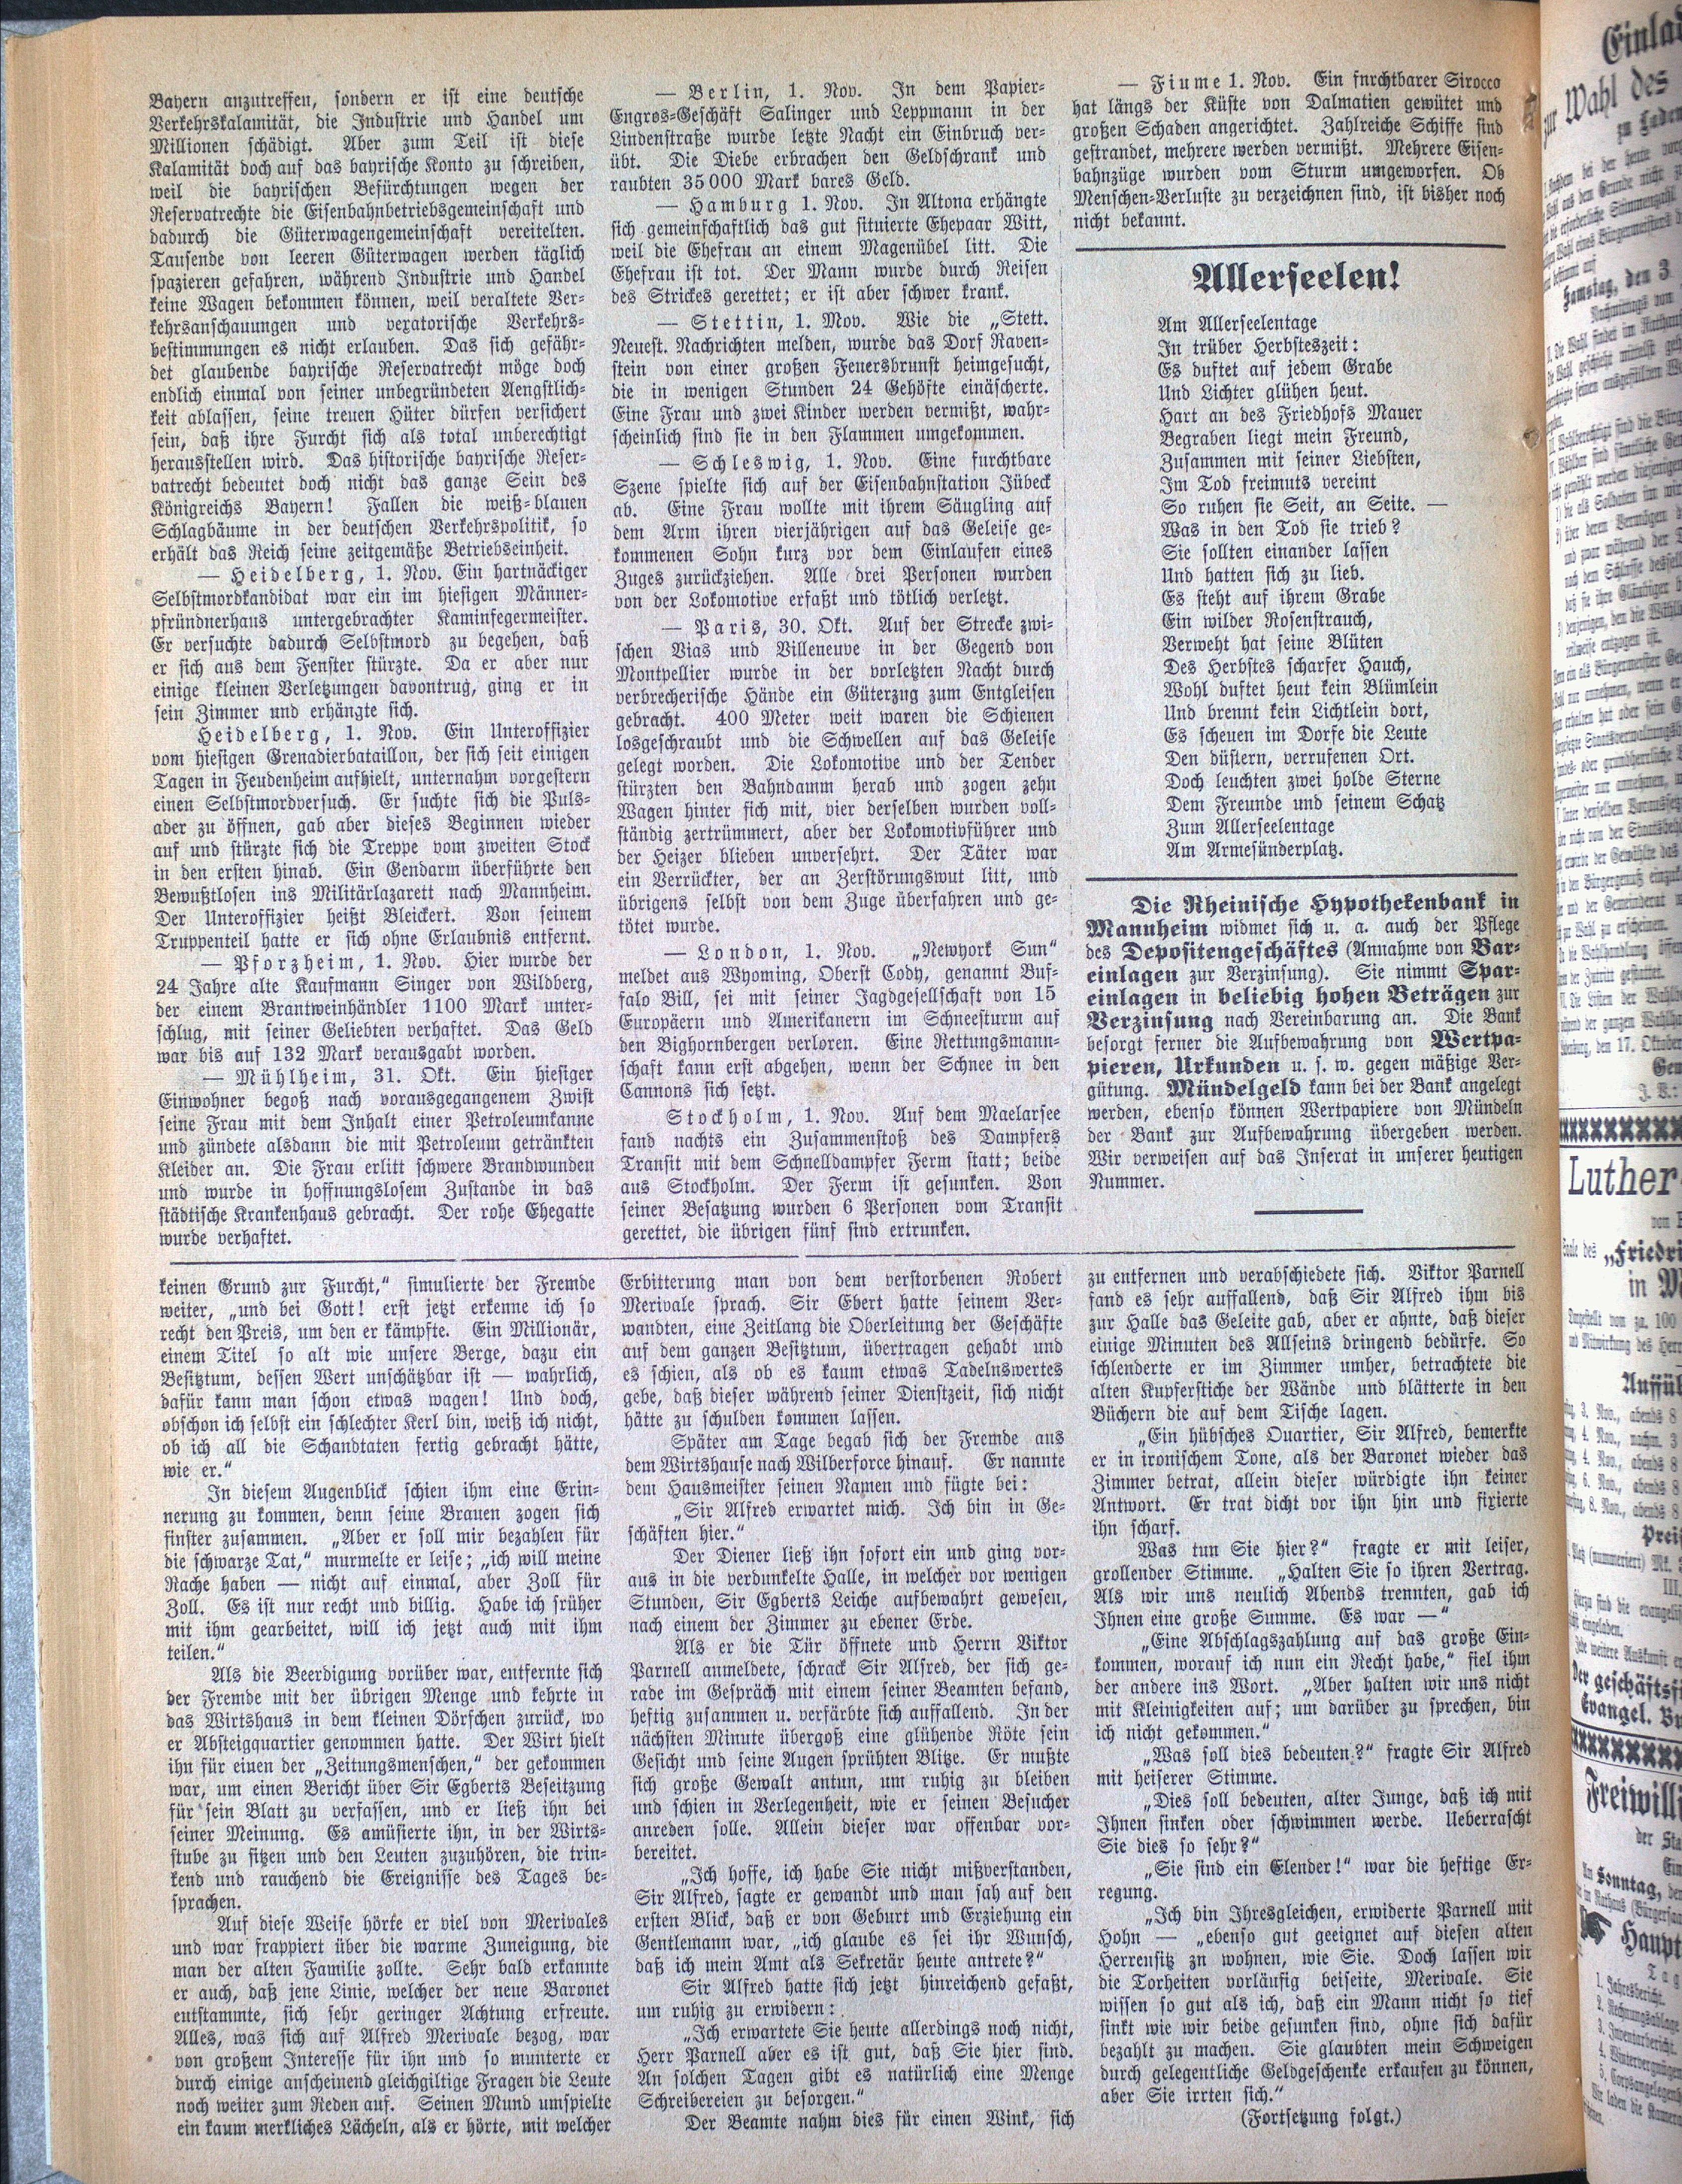 Bayern anzutreffen, sondern er ist eine deutsche
Verkehrskalamität, die Industrie und Handel um
Millionen schädigt. Aber zum Teil ist diese
Kalamität doch auf das bayrische Konto zu schreiben,
weil die bayrischen Befürchtungen wegen der
Reservatrechte die Eisenbahnbetriebsgemeinschaft und
dadurch die Güterwagengemeinschaft vereitelten.
Tausende von leeren Güterwagen werden täglich
spazieren gefahren, während Industrie und Handel
keine Wagen bekommen können, weil veraltete Ver-
kehrsanschauungen und vexatorische Verkehrs-
bestimmungen es nicht erlauben. Das sich gefähr-
det glaubende bayrische Reservatrecht möge doch
endlich einmal von seiner unbegründeten Aengstlich-
keit ablassen, seine treuen Hüter dürfen versichert
sein, daß ihre Furcht sich als total unberechtigt
herausstellen wird. Das historische bayrische Reser-
vatrecht bedeutet doch nicht das ganze Sein des
Königreichs Bayern! Fallen die weiß-blauen
Schlagbäume in der deutschen Verkehrspolitik, so
erhält das Reich seine zeitgemäße Betriebseinheit.
— Heidelberg, 1. Nov. Ein hartnäckiger
Selbstmordkandidat war ein im hiesigen Männer-
pfründnerhaus untergebrachter Kaminfegermeister.
Er versuchte dadurch Selbstmord zu begehen, daß
er sich aus dem Fenster stürzte. Da er aber nur
einige kleinen Verletzungen davontrug, ging er in
sein Zimmer und erhängte sich.
Heidelberg, 1. Nov. Ein Unteroffizier
vom hiesigen Grenadierbataillon, der sich seit einigen
Tagen in Feudenheim aufhielt, unternahm vorgestern
einen Selbstmordversuch. Er suchte sich die Puls-
ader zu öffnen, gab aber dieses Beginnen wieder
auf und stürzte sich die Treppe vom zweiten Stock
in den ersten hinab. Ein Gendarm überführte den
Bewußtlosen ins Militärlazarett nach Mannheim.
Der Unteroffizier heißt Bleickert. Von seinem
Truppenteil hatte er sich ohne Erlaubnis entfernt.
— Pforzheim, 1. Nov. Hier wurde der
24 Jahre alte Kaufmann Singer von Wildberg,
der einem Brantweinhändler 1100 Mark unter-
schlug, mit seiner Geliebten verhaftet. Das Geld
war bis auf 132 Mark verausgabt worden.
— Mühlheim, 31. Okt. Ein hiesiger
Einwohner begoß nach vorausgegangenem Zwist
seine Frau mit dem Inhalt einer Petroleumkanne
und zündete alsdann die mit Petroleum getränkten
Kleider an. Die Frau erlitt schwere Brandwunden
und wurde in hoffnungslosem Zustande in das
städtische Krankenhaus gebracht. Der rohe Ehegatte
wurde verhaftet.
— Berlin, 1. Nov. In dem Papier-
Engros-Geschäft Salinger und Leppmann in der
Lindenstraße wurde letzte Nacht ein Einbruch ver-
übt. Die Diebe erbrachen den Geldschrank und
raubten 35000 Mark bares Geld.
— Hamburg 1. Nov. In Altona erhängte
sich gemeinschaftlich das gut situierte Ehepaar Witt,
weil die Ehefrau an einem Magenübel litt. Die
Ehefrau ist tot. Der Mann wurde durch Reisen
des Strickes gerettet; er ist aber schwer krank.
— Stettin, 1. Mov. Wie die „Stett.
Neuest. Nachrichten melden, wurde das Dorf Raven-
stein von einer großen Feuersbrunst heimgesucht,
die in wenigen Stunden 24 Gehöfte einäscherte.
Eine Frau und zwei Kinder werden vermißt, wahr-
scheinlich sind sie in den Flammen umgekommen.
— Schleswig, 1. Nov. Eine furchtbare
Szene spielte sich auf der Eisenbahnstation Jübeck
ab. Eine Frau wollte mit ihrem Säugling auf
dem Arm ihren vierjährigen auf das Geleise ge-
kommenen Sohn kurz vor dem Einlaufen eines
Zuges zurückziehen. Alle drei Personen wurden
von der Lokomotive erfaßt und tötlich verletzt.
— Paris, 30. Okt. Auf der Strecke zwi-
schen Vias und Villeneuve in der Gegend von
Montpellier wurde in der vorletzten Nacht durch
verbrecherische Hände ein Güterzug zum Entgleisen
gebracht. 400 Meter weit waren die Schienen
losgeschraubt und die Schwellen auf das Geleise
gelegt worden. Die Lokomotive und der Tender
stürzten den Bahndamm herab und zogen zehn
Wagen hinter sich mit, vier derselben wurden voll-
ständig zertrümmert, aber der Lokomotivführer und
der Heizer blieben unversehrt. Der Täter war
ein Verrückter, der an Zerstörungswut litt, und
übrigens selbst von dem Zuge überfahren und ge-
tötet wurde.
— London, 1. Nov. „Newyork Sun“
meldet aus Wyoming, Oberst Cody, genannt Buf-
falo Bill, sei mit seiner Jagdgesellschaft von 15
Europäern und Amerikanern im Schneesturm auf
den Bighornbergen verloren. Eine Rettungsmann-
schaft kann erst abgehen, wenn der Schnee in den
Cannons sich setzt.
Stockholm, 1. Nov. Auf dem Maelarsee
fand nachts ein Zusammenstoß des Dampfers
Transit mit dem Schnelldampfer Ferm statt; beide
aus Stockholm. Der Ferm ist gesunken. Von
seiner Besatzung wurden 6 Personen vom Transit
gerettet, die übrigen fünf sind ertrunken.
— Fiume 1. Nov. Ein fnrchtbarer Sirocco
hat längs der Küste von Dalmatien gewütet und
großen Schaden angerichtet. Zahlreiche Schiffe sind
gestrandet, mehrere werden vermißt. Mehrere Eisen-
bahnzüge wurden vom Sturm umgeworfen. Ob
Menschen-Verluste zu verzeichnen sind, ist bisher noch
nicht bekannt.
Allerseelen!
Am Allerseelentage
In trüber Herbsteszeit:
Es duftet auf jedem Grabe
Und Lichter glühen heut.
Hart an des Friedhofs Mauer
Begraben liegt mein Freund,
Zusammen mit seiner Liebsten,
Im Tod freimuts vereint
So ruhen sie Seit, an Seite. —
Was in den Tod sie trieb?
Sie sollten einander lassen
Und hatten sich zu lieb.
Es steht auf ihrem Grabe
Ein wilder Rosenstrauch,
Verweht hat seine Blüten
Des Herbstes scharfer Hauch,
Wohl duftet heut kein Blümlein
Und brennt kein Lichtlein dort,
Es scheuen im Dorfe die Leute
Den düstern, verrufenen Ort.
Doch leuchten zwei holde Sterne
Dem Freunde und seinem Schatz
Zum Allerseelentage
Am Armesünderplatz.
Die Rheinische Hypothekenbank in
Mannheim widmet sich u. a. auch der Pflege
des Depositengeschäftes (Annahme von Bar-
einlagen zur Verzinsung). Sie nimmt Spar-
einlagen in beliebig hohen Beträgen zur
Verzinsung nach Vereinbarung an. Die Bank
besorgt ferner die Aufbewahrung von Wertpa-
pieren, Urkunden u. s. w. gegen mäßige Ver-
gütung. Mündelgeld kann bei der Bank angelegt
werden, ebenso können Wertpapiere von Mündeln
der Bank zur Aufbewahrung übergeben werden.
Wir verweisen auf das Inserat in unserer heutigen
Nummer.
keinen Grund zur Furcht,“ simulierte der Fremde
weiter, „und bei Gott! erst jetzt erkenne ich so
recht den Preis, um den er kämpfte. Ein Millionär,
einem Titel so alt wie unsere Berge, dazu ein
Besitztum, dessen Wert unschätzbar ist — wahrlich,
dafür kann man schon etwas wagen! Und doch,
obschon ich selbst ein schlechter Kerl bin, weiß ich nicht,
ob ich all die Schandtaten fertig gebracht hätte,
wie er.“
In diesem Augenblick schien ihm eine Erin-
nerung zu kommen, denn seine Brauen zogen sich
finster zusammen. „Aber er soll mir bezahlen für
die schwarze Tat,“ murmelte er leise; „ich will meine
Rache haben — nicht auf einmal, aber Zoll für
Zoll. Es ist nur recht und billig. Habe ich früher
mit ihm gearbeitet, will ich jetzt auch mit ihm
teilen.“
Als die Beerdigung vorüber war, entfernte sich
der Fremde mit der übrigen Menge und kehrte in
das Wirtshaus in dem kleinen Dörfchen zurück, wo
er Absteigquartier genommen hatte. Der Wirt hielt
ihn für einen der „Zeitungsmenschen,“ der gekommen
war, um einen Bericht über Sir Egberts Beseitzung
für sein Blatt zu verfassen, und er ließ ihn bei
seiner Meinung. Es amüsierte ihn, in der Wirts-
stube zu sitzen und den Leuten zuzuhören, die trin-
kend und rauchend die Ereignisse des Tages be-
sprachen.
Auf diese Weise hörte er viel von Merivales
und war frappiert über die warme Zuneigung, die
man der alten Familie zollte. Sehr bald erkannte
er auch, daß jene Linie, welcher der neue Baronet
entstammte, sich sehr geringer Achtung erfreute.
Alles, was sich auf Alfred Merivale bezog, war
von großem Interesse für ihn und so munterte er
durch einige anscheinend gleichgiltige Fragen die Leute
noch weiter zum Reden auf. Seinen Mund umspielte
ein kaum merkliches Lächeln, als er hörte, mit welcher
Erbitterung man von dem verstorbenen Robert
Merivale sprach. Sir Ebert hatte seinem Ver-
wandten, eine Zeitlang die Oberleitung der Geschäfte
auf dem ganzen Besitztum, übertragen gehabt und
es schien, als ob es kaum etwas Tadelnswertes
gebe, daß dieser während seiner Dienstzeit, sich nicht
hätte zu schulden kommen lassen.
Später am Tage begab sich der Fremde aus
dem Wirtshause nach Wilberforce hinauf. Er nannte
dem Hausmeister seinen Namen und fügte bei:
„Sir Alfred erwartet mich. Ich bin in Ge-
schäften hier.“
Der Diener ließ ihn sofort ein und ging vor-
aus in die verdunkelte Halle, in welcher vor wenigen
Stunden, Sir Egberts Leiche aufbewahrt gewesen,
nach einem der Zimmer zu ebener Erde.
Als er die Tür öffnete und Herrn Viktor
Parnell anmeldete, schrack Sir Alfred, der sich ge-
rade im Gespräch mit einem seiner Beamten befand,
heftig zusammen u. verfärbte sich auffallend. In der
nächsten Minute übergoß eine glühende Röte sein
Gesicht und seine Augen sprühten Blitze. Er mußte
sich große Gewalt antun, um ruhig zu bleiben
und schien in Verlegenheit, wie er seinen Besucher
anreden solle. Allein dieser war offenbar vor-
bereitet.
„Ich hoffe, ich habe Sie nicht mißverstanden,
Sir Alfred, sagte er gewandt und man sah auf den
ersten Blick, daß er von Geburt und Erziehung ein
Gentlemann war, „ich glaube es sei ihr Wunsch,
daß ich mein Amt als Sekretär heute antrete?“
Sir Alfred hatte sich jetzt hinreichend gefaßt,
um ruhig zu erwidern:
„Ich erwartete Sie heute allerdings noch nicht,
Herr Parnell aber es ist gut, daß Sie hier sind.
An solchen Tagen gibt es natürlich eine Menge
Schreibereien zu besorgen.“
Der Beamte nahm dies für einen Wink, sich
zu entfernen und verabschiedete sich. Viktor Parnell
fand es sehr auffallend, daß Sir Alfred ihm bis
zur Halle das Geleite gab, aber er ahnte, daß dieser
einige Minuten des Allseins dringend bedürfe. So
schlenderte er im Zimmer umher, betrachtete die
alten Kupferstiche der Wände und blätterte in den
Büchern die auf dem Tische lagen.
„Ein hübsches Quartier, Sir Alfred, bemerkte
er in ironischem Tone, als der Baronet wieder das
Zimmer betrat, allein dieser würdigte ihn keiner
Antwort. Er trat dicht vor ihn hin und fixierte
ihn scharf.
Was tun Sie hier?“ fragte er mit leiser,
grollender Stimme. „Halten Sie so ihren Vertrag.
Als wir uns neulich Abends trennten, gab ich
Ihnen eine große Summe. Es war —“
„Eine Abschlagszahlung auf das große Ein-
kommen, worauf ich nun ein Recht habe,“ fiel ihm
der andere ins Wort. „Aber halten wir uns nicht
mit Kleinigkeiten auf; um darüber zu sprechen, bin
ich nicht gekommen.“
„Was soll dies bedeuten?“ fragte Sir Alfred
mit heiserer Stimme.
„Dies soll bedeuten, alter Junge, daß ich mit
Ihnen sinken oder schwimmen werde. Ueberrascht
Sie dies so sehr?“
„Sie sind ein Elender!“ war die heftige Er-
regung.
„Ich bin Ihresgleichen, erwiderte Parnell mit
Hohn — „ebenso gut geeignet auf diesen alten
Herrensitz zu wohnen, wie Sie. Doch lassen wir
die Torheiten vorläufig beiseite, Merivale. Sie
wissen so gut als ich, daß ein Mann nicht so tief
sinkt wie wir beide gesunken sind, ohne sich dafür
bezahlt zu machen. Sie glaubten mein Schweigen
durch gelegentliche Geldgeschenke erkaufen zu können,
aber Sie irrten sich.“
(Fortsetzung folgt.)
zur Wahl des
Samstag, den 3
Luther-
„Friedri
in
abends 8
abends 8
abends 8
abends 8
Der geschäftsf
Evangel.
Freiwilli
der
Sonntag,
Haupt
1. Jahresbericht.
2. Rechnungsablage
3. Inventarbericht.